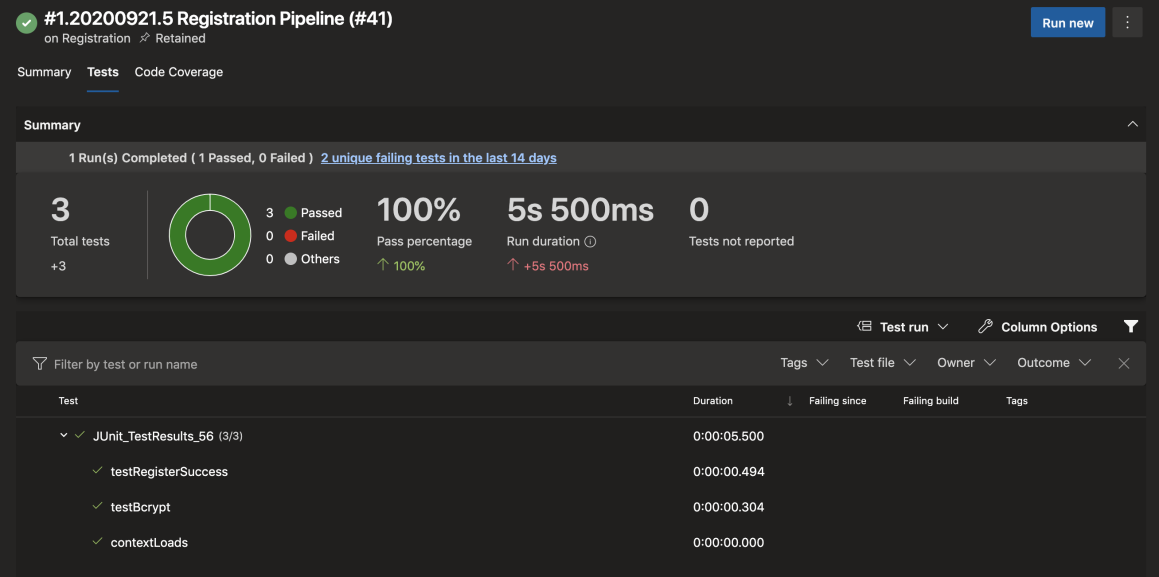 #1.20200921.5 Registration Pipeline (#41)
on Registration Retained
Run new
Summary Tests Code Coverage
Summary
1 Run(s) Completed ( 1 Passed, 0 Failed ) 2 unique failing tests in the last 14 days
3
Total tests
+3
3 Passed
0 Failed
0 Others
100%
Pass percentage
100%
5s 500ms
Run duration
+5s 500ms
0
Tests not reported
Test run Column Options
Filter by test or run name Tags Test file Owner Outcome
Test Duration Failing since Failing build Tags
JUnit_TestResults_56 (3/3) 0:00:05.500
testRegisterSuccess 0:00:00.494
testBcrypt 0:00:00.304
contextLoads 0:00:00.000